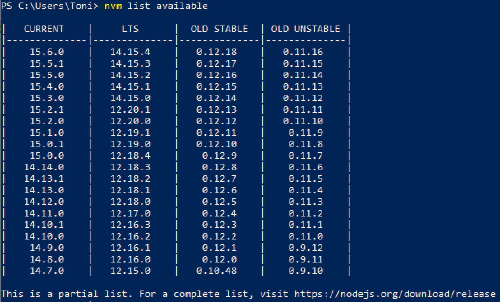 PS C:\Users\Toni> nvm list available
| CURRENT | LTS | OLD STABLE | OLD UNSTABLE |
|--------------|--------------|--------------|--------------|
| 15.6.0 | 14.15.4 | 0.12.18 | 0.11.16 |
| 15.5.1 | 14.15.3 | 0.12.17 | 0.11.15 |
| 15.5.0 | 14.15.2 | 0.12.16 | 0.11.14 |
| 15.4.0 | 14.15.1 | 0.12.15 | 0.11.13 |
| 15.3.0 | 14.15.0 | 0.12.14 | 0.11.12 |
| 15.2.1 | 12.20.1 | 0.12.13 | 0.11.11 |
| 15.2.0 | 12.20.0 | 0.12.12 | 0.11.10 |
| 15.1.0 | 12.19.1 | 0.12.11 | 0.11.9 |
| 15.0.1 | 12.19.0 | 0.12.10 | 0.11.8 |
| 15.0.0 | 12.18.4 | 0.12.9 | 0.11.7 |
| 14.14.0 | 12.18.3 | 0.12.8 | 0.11.6 |
| 14.13.1 | 12.18.2 | 0.12.7 | 0.11.5 |
| 14.13.0 | 12.18.1 | 0.12.6 | 0.11.4 |
| 14.12.0 | 12.18.0 | 0.12.5 | 0.11.3 |
| 14.11.0 | 12.17.0 | 0.12.4 | 0.11.2 |
| 14.10.1 | 12.16.3 | 0.12.3 | 0.11.1 |
| 14.10.0 | 12.16.2 | 0.12.2 | 0.11.0 |
| 14.9.0 | 12.16.1 | 0.12.1 | 0.9.12 |
| 14.8.0 | 12.16.0 | 0.12.0 | 0.9.11 |
| 14.7.0 | 12.15.0 | 0.10.48 | 0.9.10 |
This is a partial list. For a complete list, visit https://nodejs.org/download/release